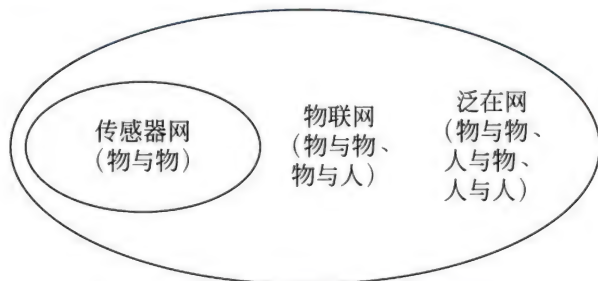 传感器网
(物与物)
物联网
(物与物、
物与人)
泛在网
(物与物、
人与物、
人与人)